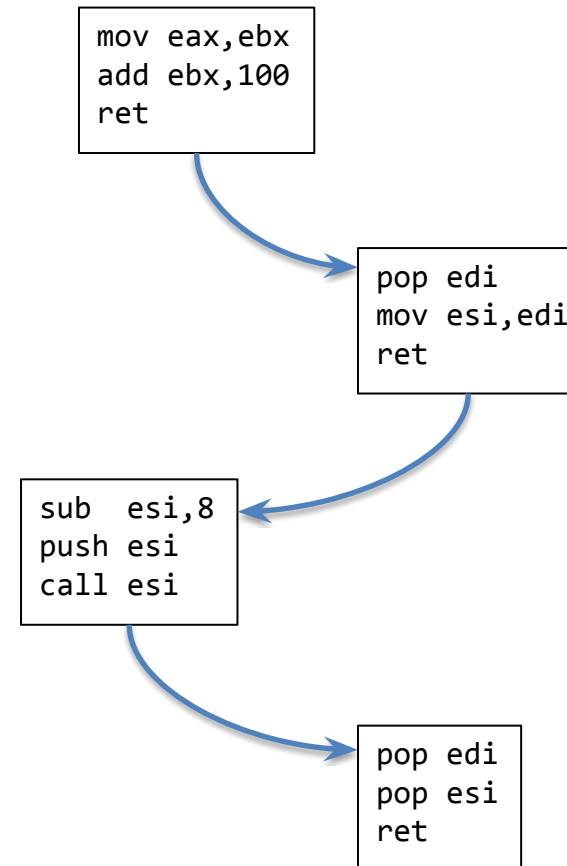 mov eax,ebx
add ebx,100
ret
pop edi
mov esi,edi
ret
sub  esi,8
push esi
call esi
pop edi
pop esi
ret